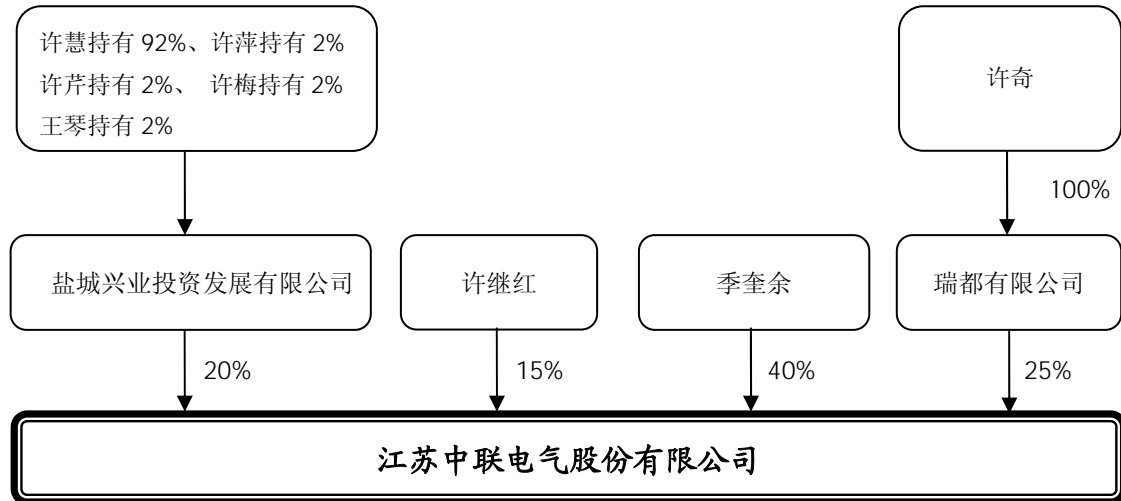 许慧持有 92%、许萍持有 2%
许芹持有 2%、 许梅持有 2%
王琴持有 2%
许奇
100%
盐城兴业投资发展有限公司
许继红
季奎余
瑞都有限公司
20%
15%
40%
25%
江苏中联电气股份有限公司